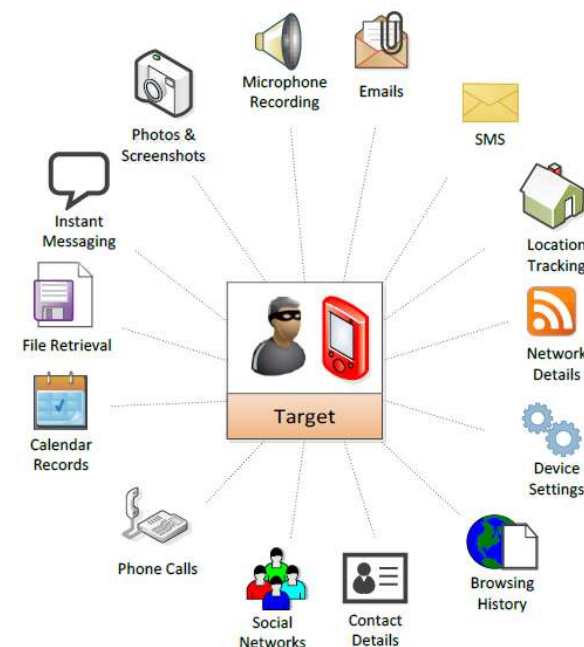 Microphone
Recording
Emails
SMS
Photos &
Screenshots
Instant
Messaging
Location
Tracking
File Retrieval
Network
Details
Target
Calendar
Records
Device
Settings
Phone Calls
Browsing
History
Social
Networks
Contact
Details